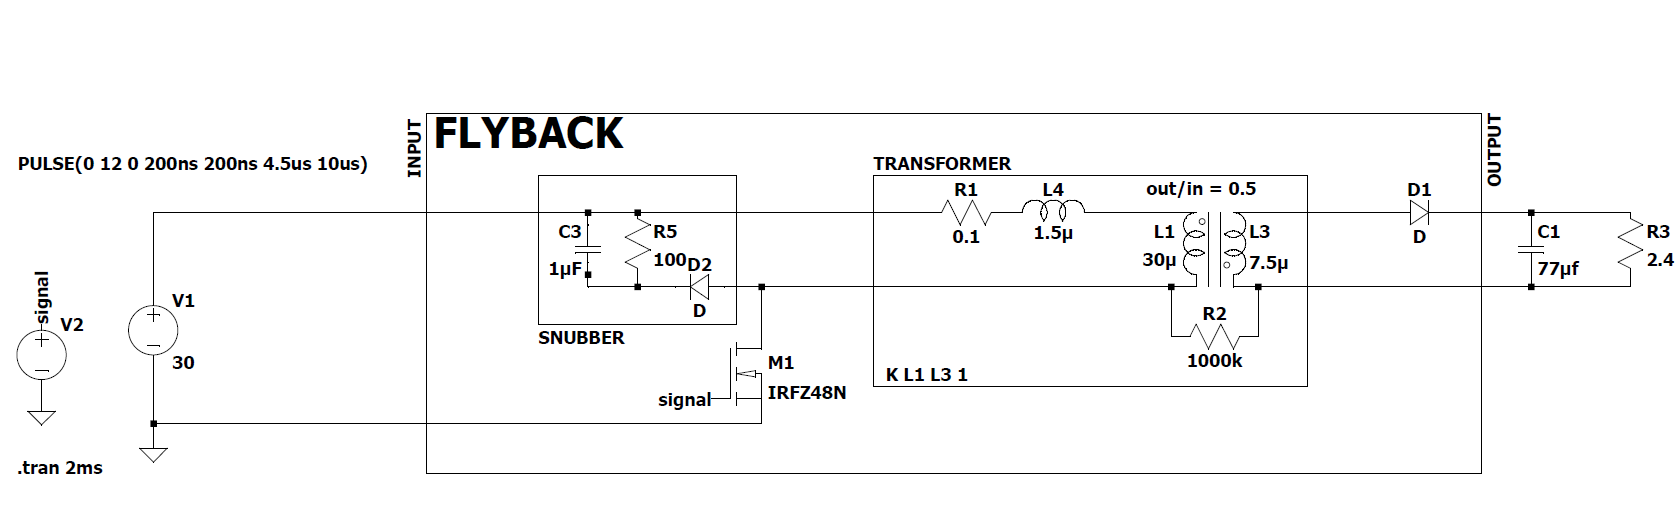 FLYBACK
INPUT
OUTPUT
PULSE(0 12 0 200ns 200ns 4.5us 10us)
TRANSFORMER
R1
0.1
L4
1.5µ
out/in = 0.5
L1
30µ
L3
7.5µ
D1
D
C1
77µf
R3
2.4
C3
1µF
R5
100
D2
D
SNUBBER
signal
V2
V1
30
R2
1000k
M1
IRFZ48N
signal
K L1 L3 1
.tran 2ms